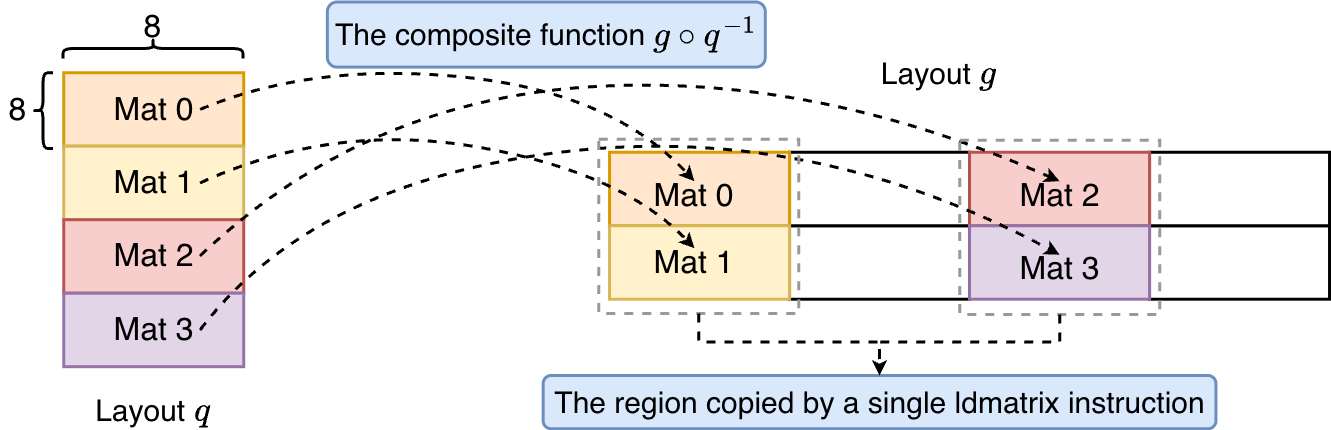 8
The composite function g ∘ q⁻¹
Layout g
8
Mat 0
Mat 1
Mat 2
Mat 3
Mat 0
Mat 2
Mat 1
Mat 3
Layout q
The region copied by a single ldmatrix instruction